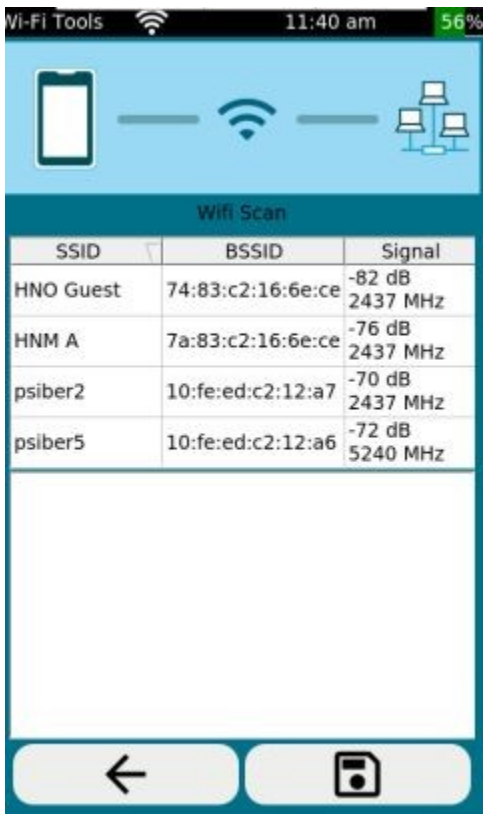 Wi-Fi Tools 11:40 am 56%
Wifi Scan
SSID BSSID Signal
HNO Guest 74:83:c2:16:6e:ce -82 dB
2437 MHz
HNM A 7a:83:c2:16:6e:ce -76 dB
2437 MHz
psiber2 10:fe:ed:c2:12:a7 -70 dB
2437 MHz
psiber5 10:fe:ed:c2:12:a6 -72 dB
5240 MHz